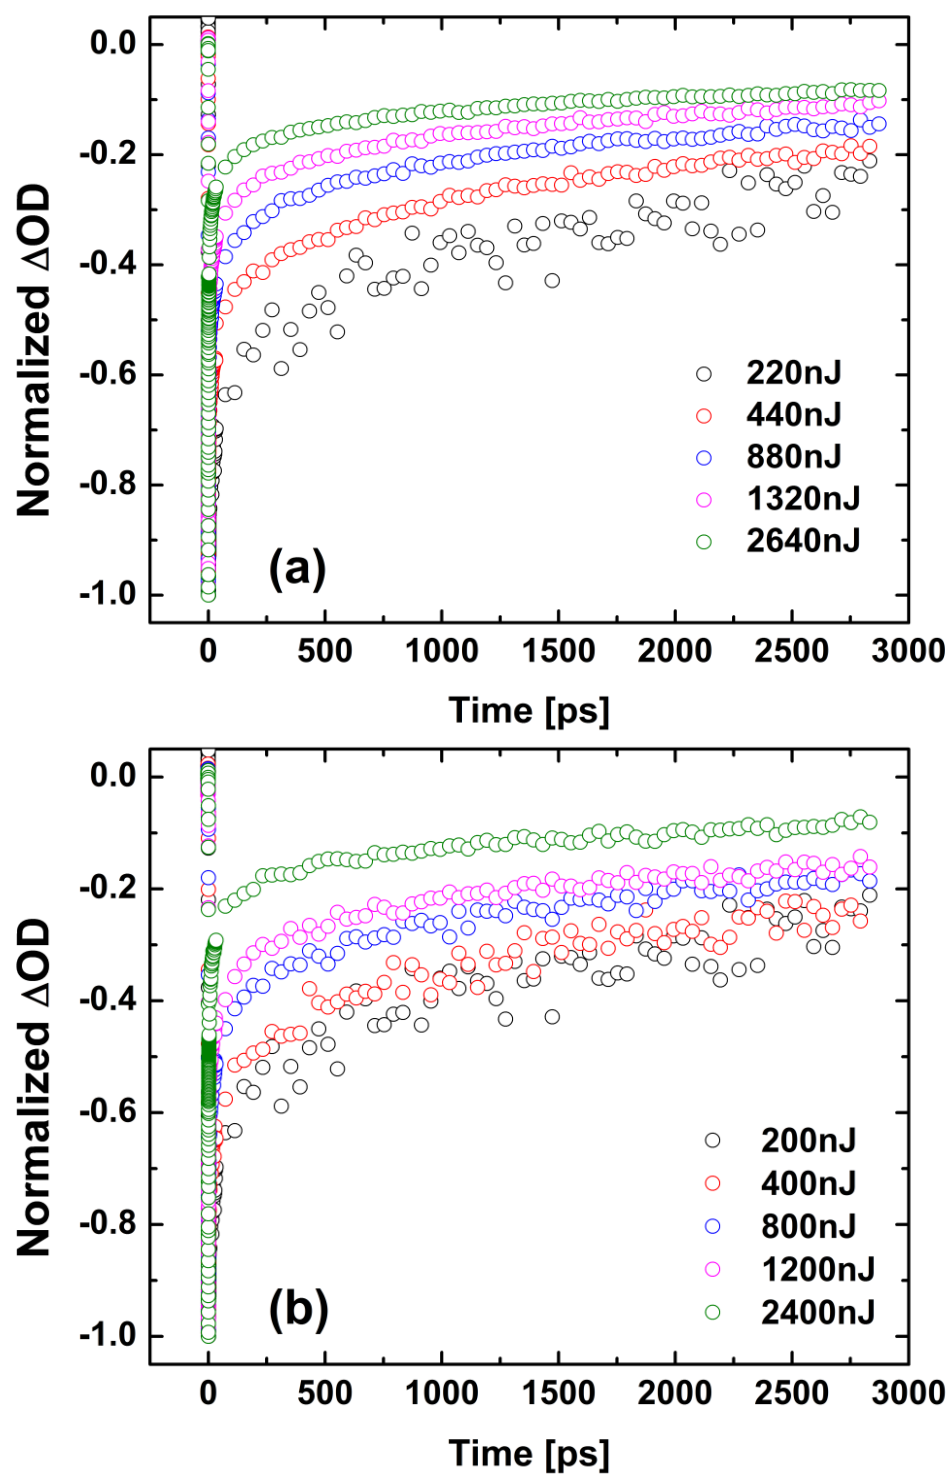 Normalized ΔOD
0.0
-0.2
-0.4
-0.6
-0.8
-1.0
220nJ
440nJ
880nJ
1320nJ
2640nJ
(a)
0 500 1000 1500 2000 2500 3000
Time [ps]
Normalized ΔOD
0.0
-0.2
-0.4
-0.6
-0.8
-1.0
200nJ
400nJ
800nJ
1200nJ
2400nJ
(b)
0 500 1000 1500 2000 2500 3000
Time [ps]